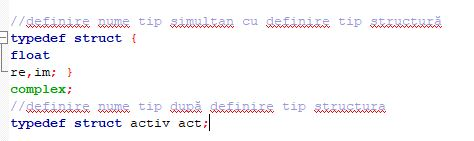 //definire nume tip simultan cu definire tip structură
typedef struct {
float
re,im; }
complex;
//definire nume tip după definire tip structura
typedef struct activ act;